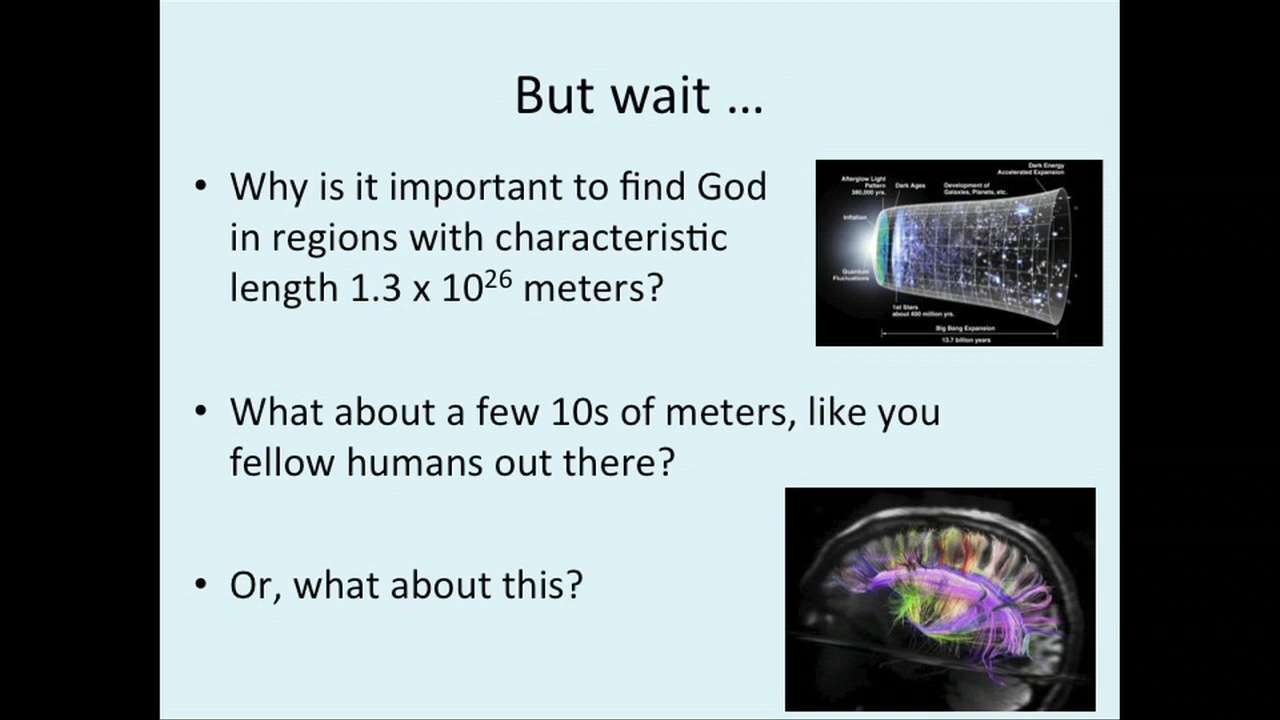 But wait ...
• Why is it important to find God
in regions with characteristic
length 1.3 x 10²⁶ meters?
Dark Energy
Accelerated Expansion
Afterglow Light
Pattern
380,000 yrs.
Dark Ages
Development of
Galaxies, Planets, etc.
Inflation
Quantum
Fluctuations
1st Stars
about 400 million yrs.
Big Bang Expansion
13.7 billion years
• What about a few 10s of meters, like you
fellow humans out there?
• Or, what about this?